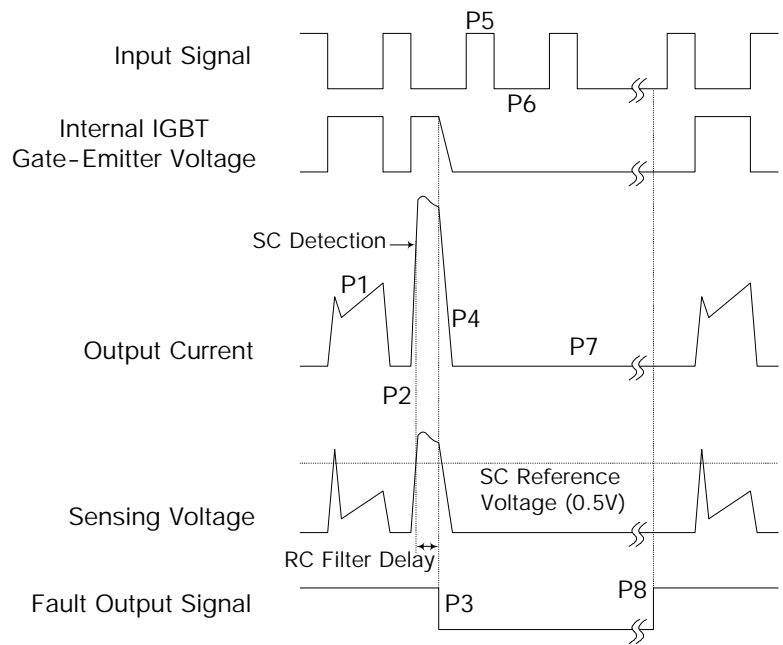 P5
Input Signal
P6
Internal IGBT
Gate-Emitter Voltage
SC Detection
P1
P4
Output Current
P7
P2
SC Reference
Voltage (0.5V)
Sensing Voltage
RC Filter Delay
Fault Output Signal
P3
P8